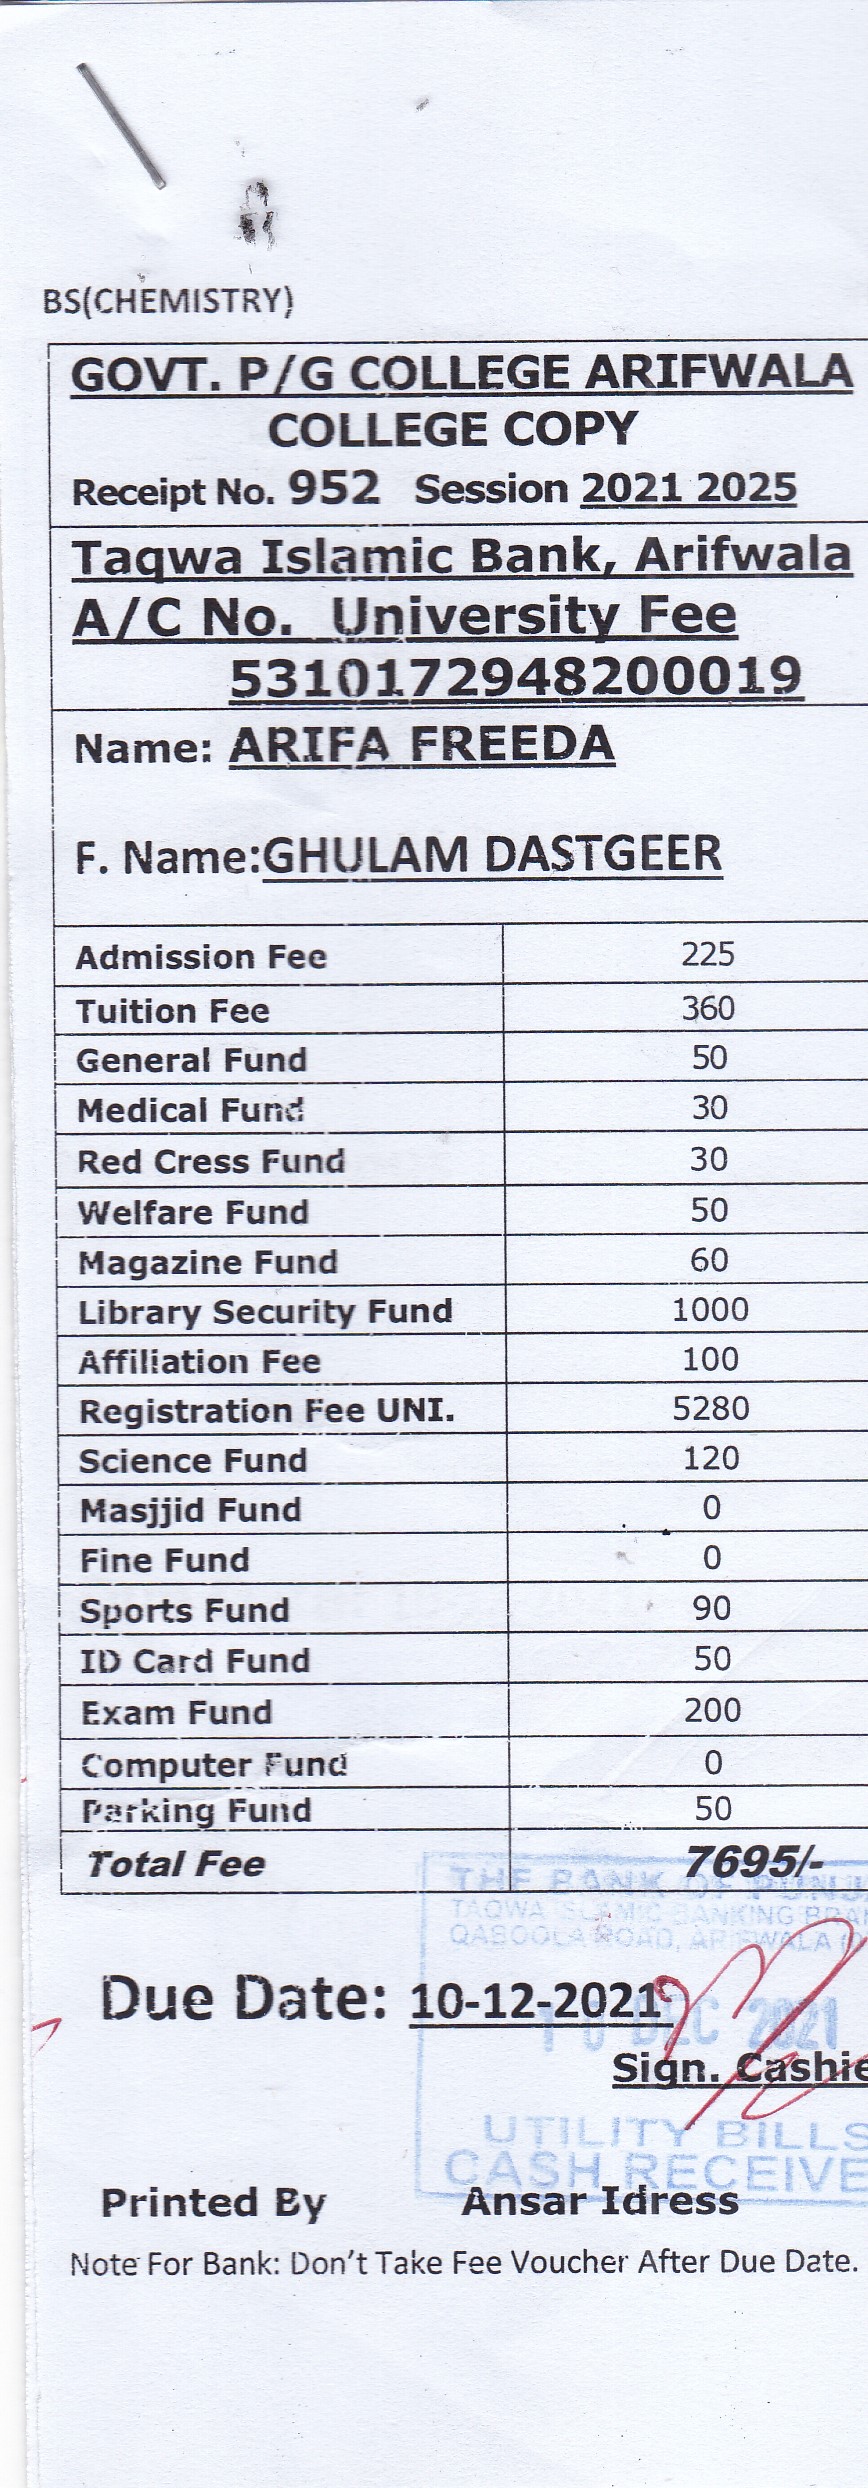 BS(CHEMISTRY)
GOVT. P/G COLLEGE ARIFWALA
COLLEGE COPY
Receipt No. 952 Session 2021 2025
Taqwa Islamic Bank, Arifwala
A/C No. University Fee
5310172948200019
Name: ARIFA FREEDA
F. Name:GHULAM DASTGEER
Admission Fee 225
Tuition Fee 360
General Fund 50
Medical Fund 30
Red Cress Fund 30
Welfare Fund 50
Magazine Fund 60
Library Security Fund 1000
Affiliation Fee 100
Registration Fee UNI. 5280
Science Fund 120
Masjjid Fund 0
Fine Fund 0
Sports Fund 90
ID Card Fund 50
Exam Fund 200
Computer Fund 0
Parking Fund 50
Total Fee 7695/-
THE BANK OF PUNJ
TAQWA ISLAMIC BANKING BRAN
QABOOLA ROAD, ARIFWALA
Due Date: 10-12-2021
10 DEC 2021
Sign. Cashie
UTILITY BILLS
CASH RECEIVE
Printed By Ansar Idress
Note For Bank: Don't Take Fee Voucher After Due Date.